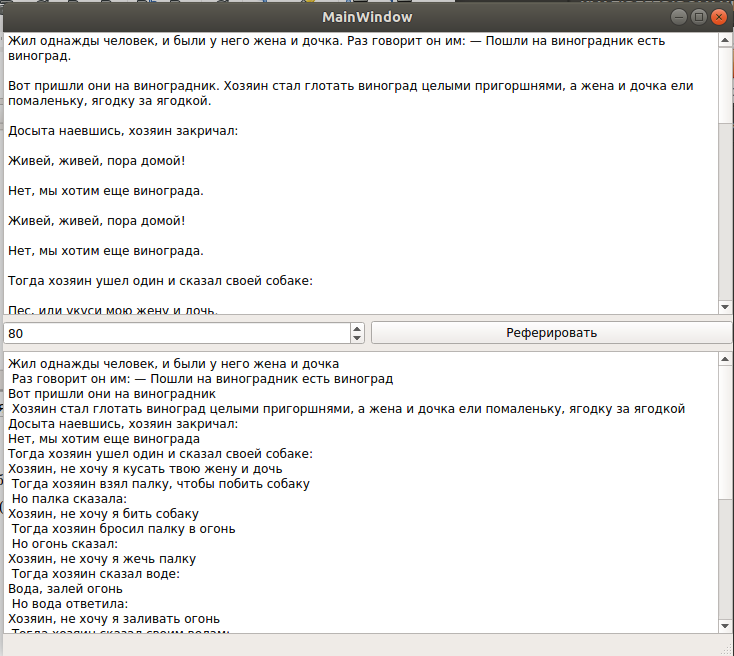 MainWindow
Жил однажды человек, и были у него жена и дочка. Раз говорит он им: — Пошли на виноградник есть
виноград.
Вот пришли они на виноградник. Хозяин стал глотать виноград целыми пригоршнями, а жена и дочка ели
помаленьку, ягодку за ягодкой.
Досыта наевшись, хозяин закричал:
Живей, живей, пора домой!
Нет, мы хотим еще винограда.
Живей, живей, пора домой!
Нет, мы хотим еще винограда.
Тогда хозяин ушел один и сказал своей собаке:
Пес, иди укуси мою жену и дочь.
80
Реферировать
Жил однажды человек, и были у него жена и дочка
Раз говорит он им: — Пошли на виноградник есть виноград
Вот пришли они на виноградник
Хозяин стал глотать виноград целыми пригоршнями, а жена и дочка ели помаленьку, ягодку за ягодкой
Досыта наевшись, хозяин закричал:
Нет, мы хотим еще винограда
Тогда хозяин ушел один и сказал своей собаке:
Хозяин, не хочу я кусать твою жену и дочь
Тогда хозяин взял палку, чтобы побить собаку
Но палка сказала:
Хозяин, не хочу я бить собаку
Тогда хозяин бросил палку в огонь
Но огонь сказал:
Хозяин, не хочу я жечь палку
Тогда хозяин сказал воде:
Вода, залей огонь
Но вода ответила:
Хозяин, не хочу я заливать огонь
Тогда хозяин сказал своим волам: